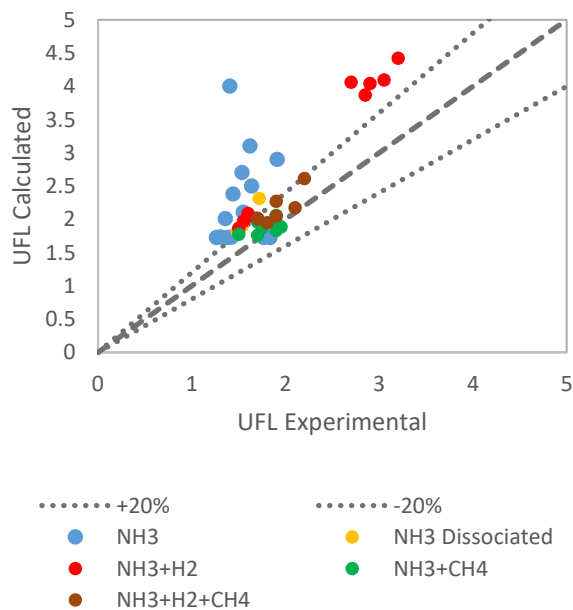 5
4.5
4
3.5
3
2.5
2
1.5
1
0.5
0
UFL Calculated
0 1 2 3 4 5
UFL Experimental
+20% -20%
NH3 NH3 Dissociated
NH3+H2 NH3+CH4
NH3+H2+CH4